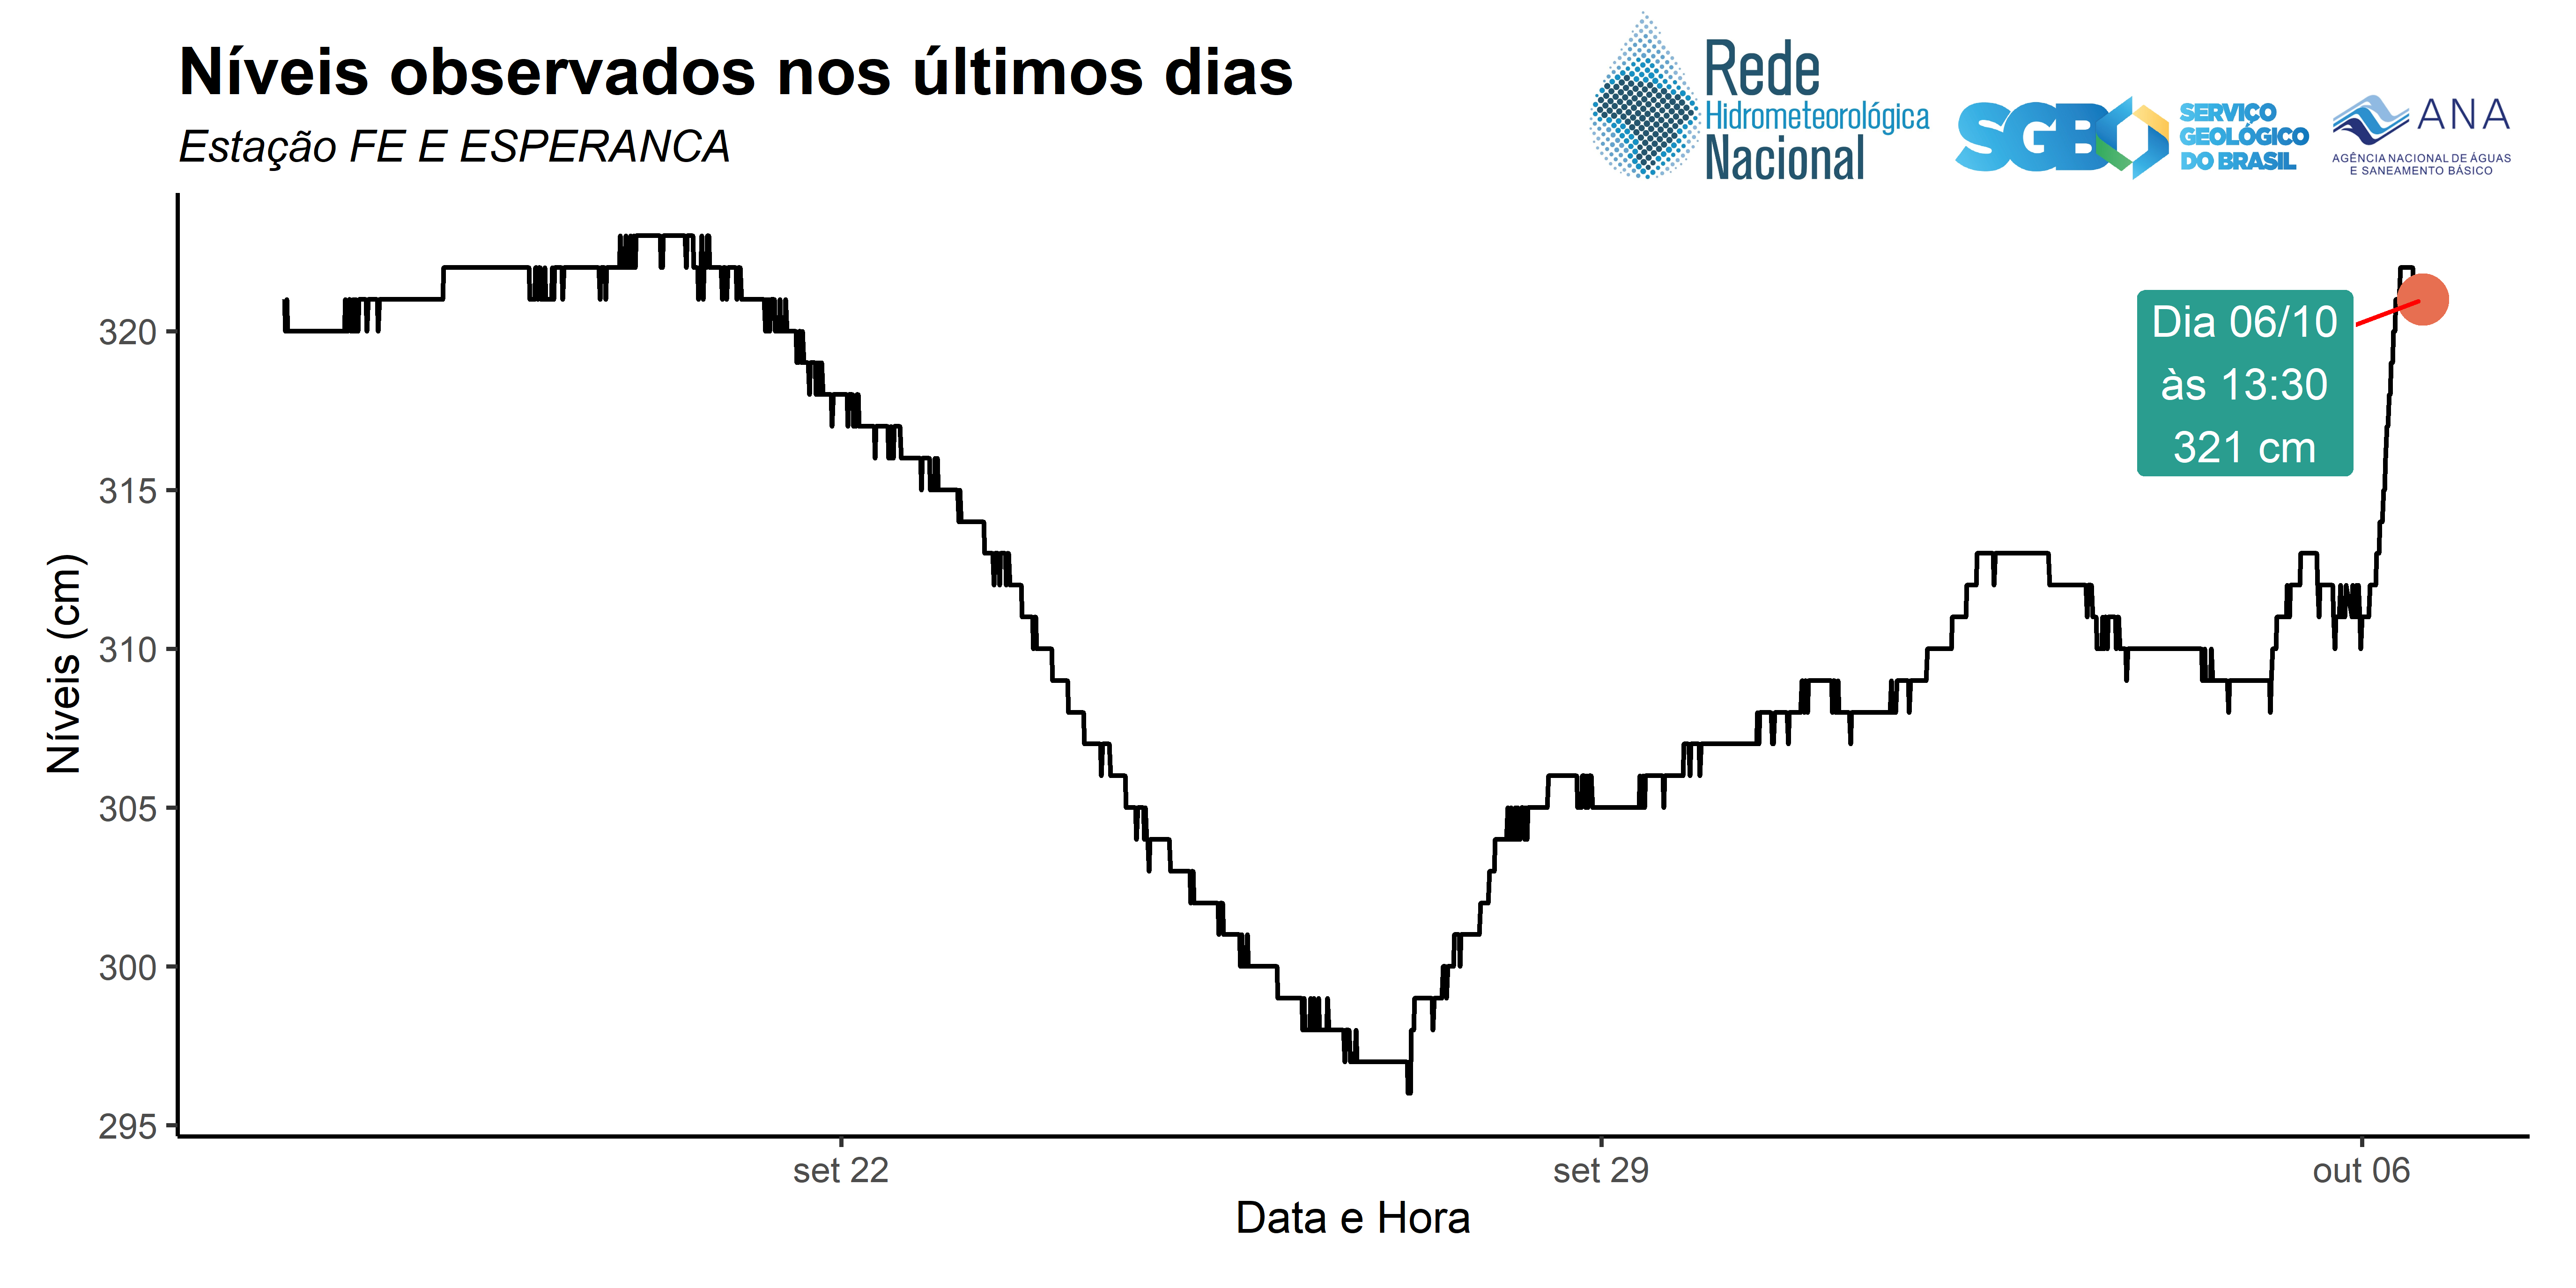 Níveis observados nos últimos dias
Estação FE E ESPERANCA
Rede
Hidrometeorológica
Nacional
SGB
SERVIÇO
GEOLÓGICO
DO BRASIL
ANA
AGÊNCIA NACIONAL DE ÁGUAS
E SANEAMENTO BÁSICO
Níveis (cm)
320
315
310
305
300
295
Dia 06/10
às 13:30
321 cm
set 22
set 29
out 06
Data e Hora